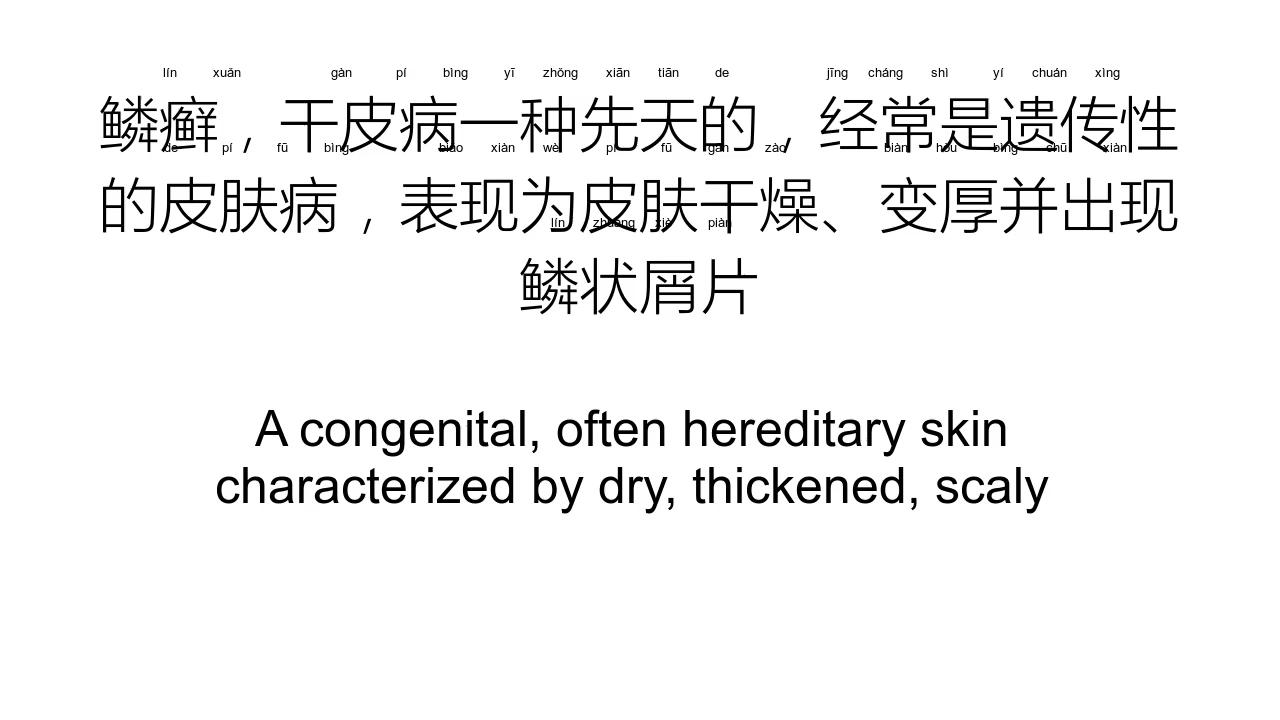 lín xuǎn gàn pí bìng yī zhǒng xiān tiān de jīng cháng shì yí chuán xìng
鳞癣，干皮病一种先天的，经常是遗传性
de pí fū bìng biǎo xiàn wèi pí fū gān zào biàn hòu bìng chū xiàn
的皮肤病，表现为皮肤干燥、变厚并出现
lín zhuàng xiè piàn
鳞状屑片
A congenital, often hereditary skin
characterized by dry, thickened, scaly